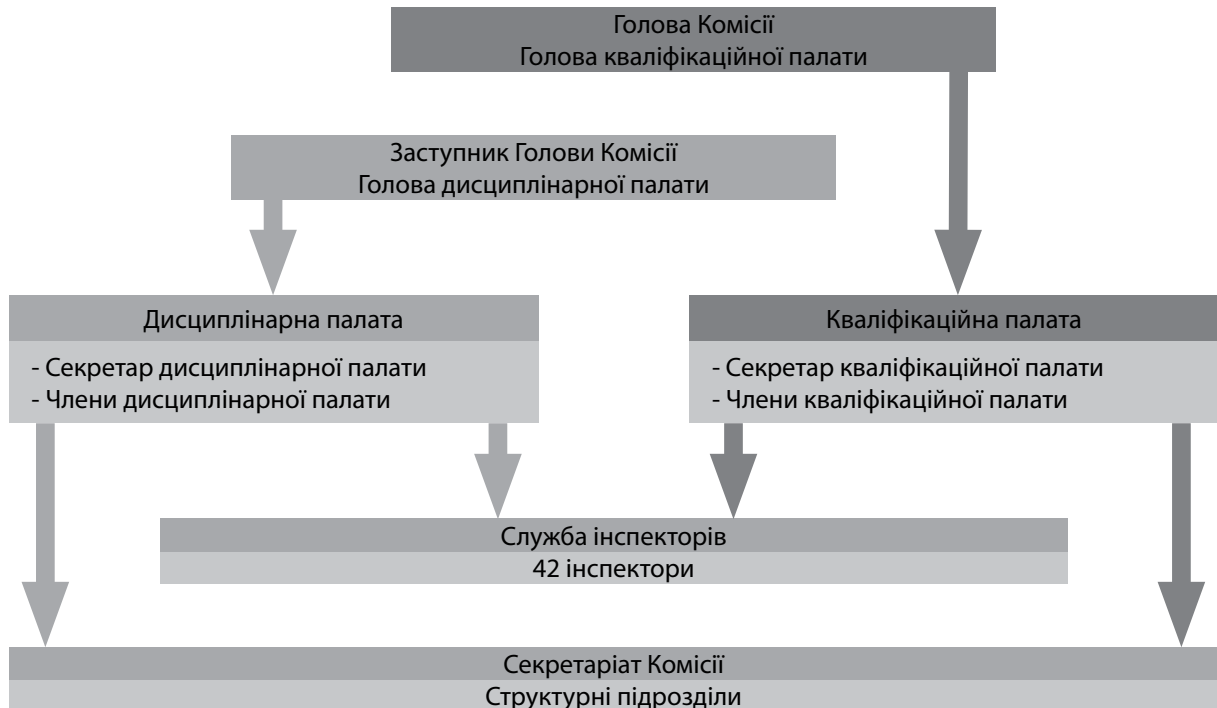 Голова Комісії
Голова кваліфікаційної палати
Заступник Голови Комісії
Голова дисциплінарної палати
Дисциплінарна палата
- Секретар дисциплінарної палати
- Члени дисциплінарної палати
Кваліфікаційна палата
- Секретар кваліфікаційної палати
- Члени кваліфікаційної палати
Служба інспекторів
42 інспектори
Секретаріат Комісії
Структурні підрозділи